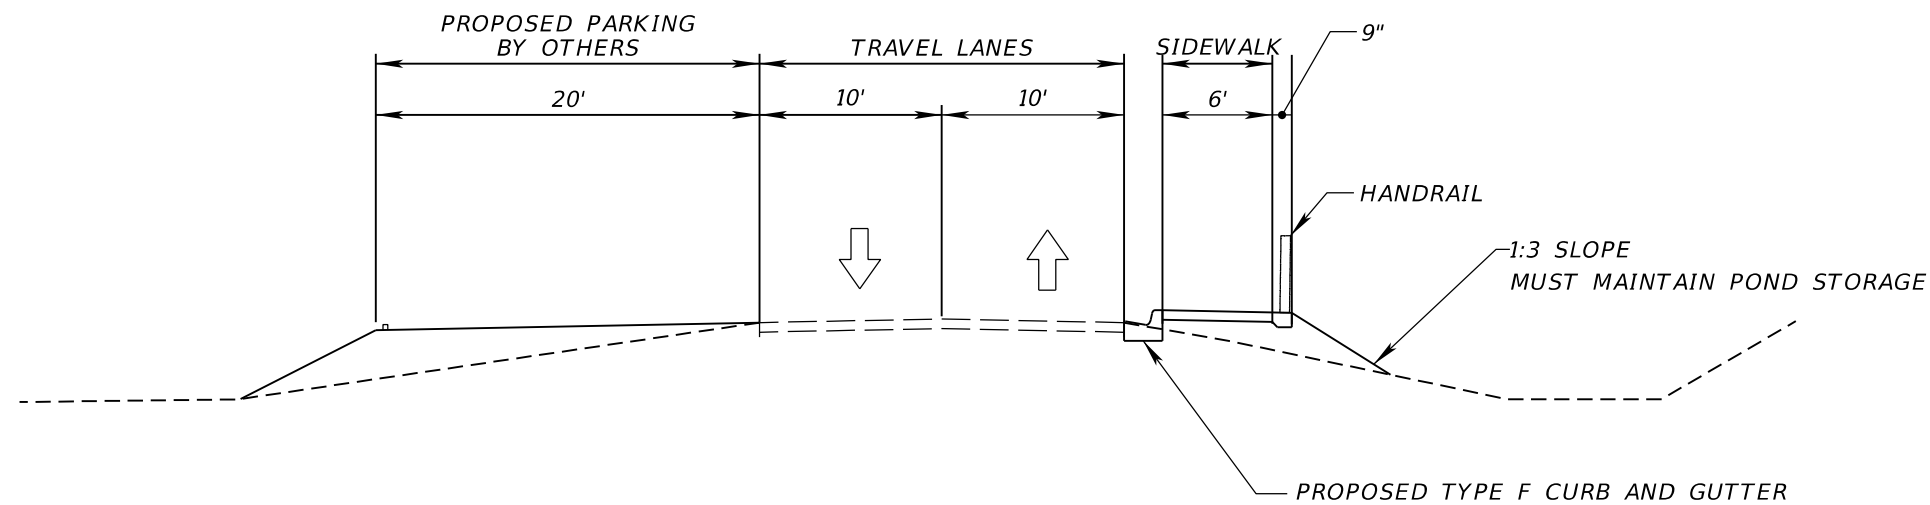 PROPOSED PARKING
BY OTHERS
TRAVEL LANES
SIDEWALK
9"
20'
10'
10'
6'
HANDRAIL
1:3 SLOPE
MUST MAINTAIN POND STORAGE
PROPOSED TYPE F CURB AND GUTTER